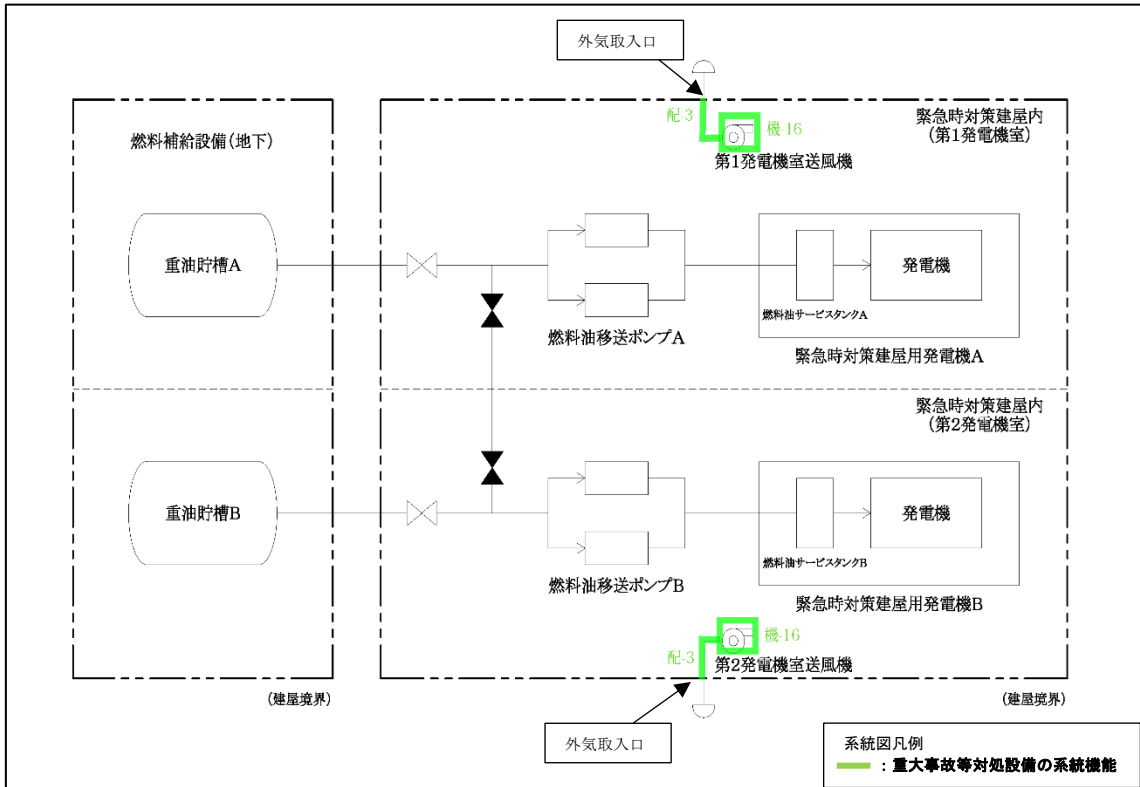 外気取入口
緊急時対策建屋内
(第1発電機室)
燃料補給設備(地下)
配-3
機-16
第1発電機室送風機
重油貯槽A
発電機
燃料油サービスタンクA
燃料油移送ポンプA
緊急時対策建屋用発電機A
緊急時対策建屋内
(第2発電機室)
重油貯槽B
発電機
燃料油サービスタンクB
燃料油移送ポンプB
緊急時対策建屋用発電機B
機-16
配-3
第2発電機室送風機
(建屋境界)
(建屋境界)
外気取入口
系統図凡例
:重大事故等対処設備の系統機能